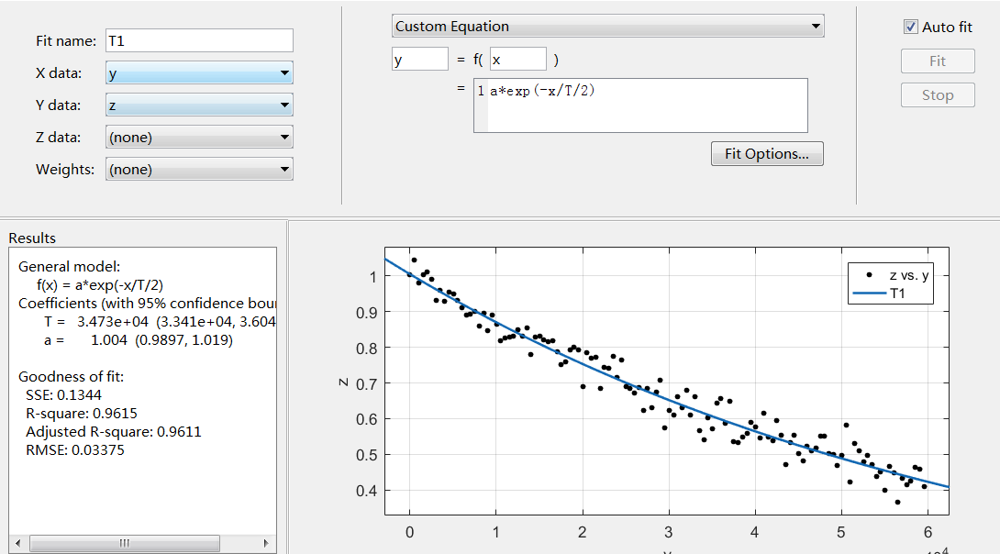 Fit name: T1
X data: y
Y data: z
Z data: (none)
Weights: (none)
Custom Equation
y = f( x )
= 1 a*exp(-x/T/2)
Fit Options...
Auto fit
Fit
Stop
Results
General model:
f(x) = a*exp(-x/T/2)
Coefficients (with 95% confidence bou
T = 3.473e+04 (3.341e+04, 3.604
a = 1.004 (0.9897, 1.019)
Goodness of fit:
SSE: 0.1344
R-square: 0.9615
Adjusted R-square: 0.9611
RMSE: 0.03375
z vs. y
T1
1
0.9
0.8
0.7
0.6
0.5
0.4
z
0 1 2 3 4 5 6